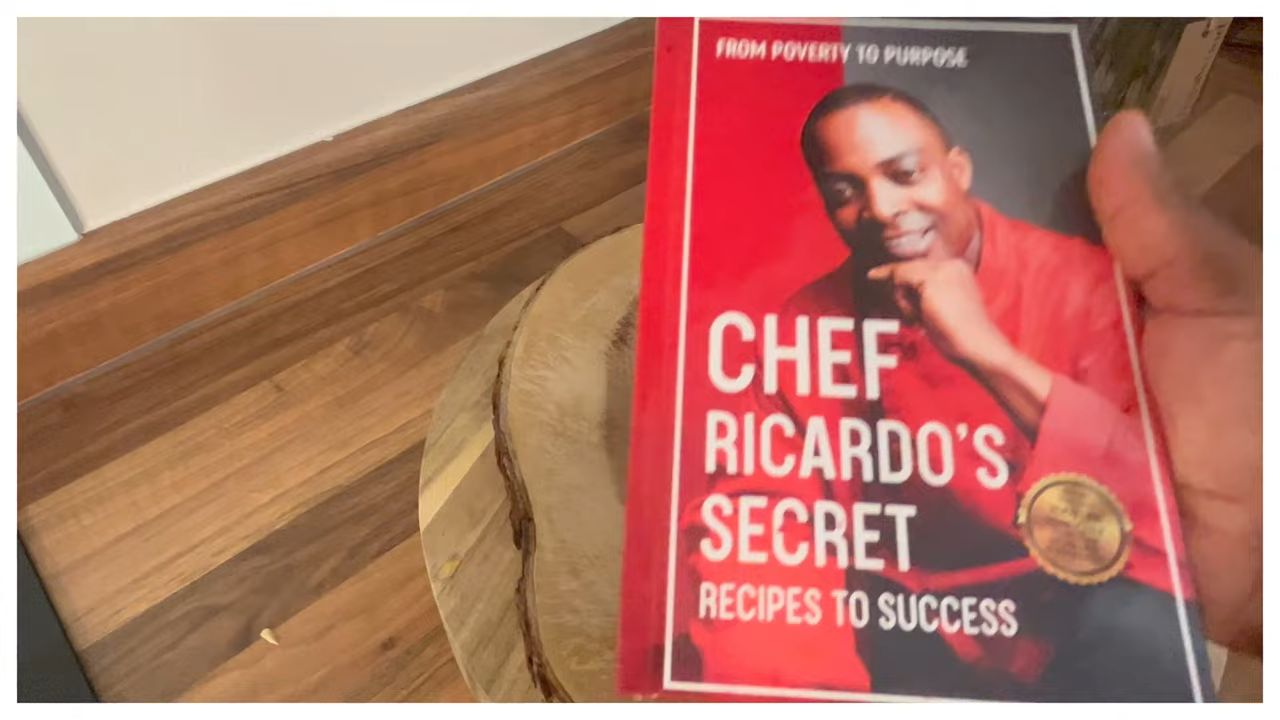 FROM POVERTY TO PURPOSE
CHEF
RICARDO'S
SECRET
RECIPES TO SUCCESS